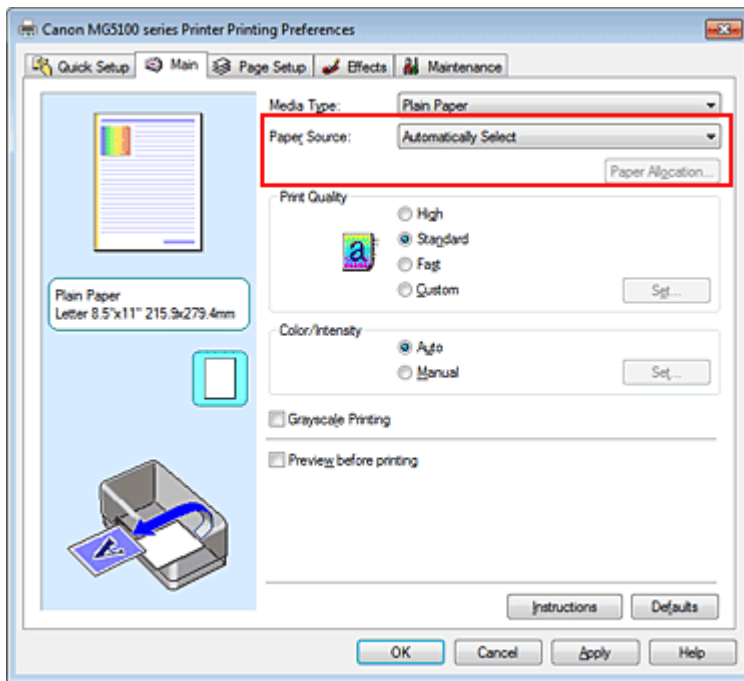 Canon MG5100 series Printer Printing Preferences
Quick Setup Main Page Setup Effects Maintenance
Media Type: Plain Paper
Paper Source: Automatically Select
Paper Allocation...
Print Quality
High
a Standard
Fast
Custom Set...
Plain Paper
Letter 8.5"x11" 215.9x279.4mm
Color/Intensity
Auto
Manual Set...
Grayscale Printing
Preview before printing
A
Instructions Defaults
OK Cancel Apply Help